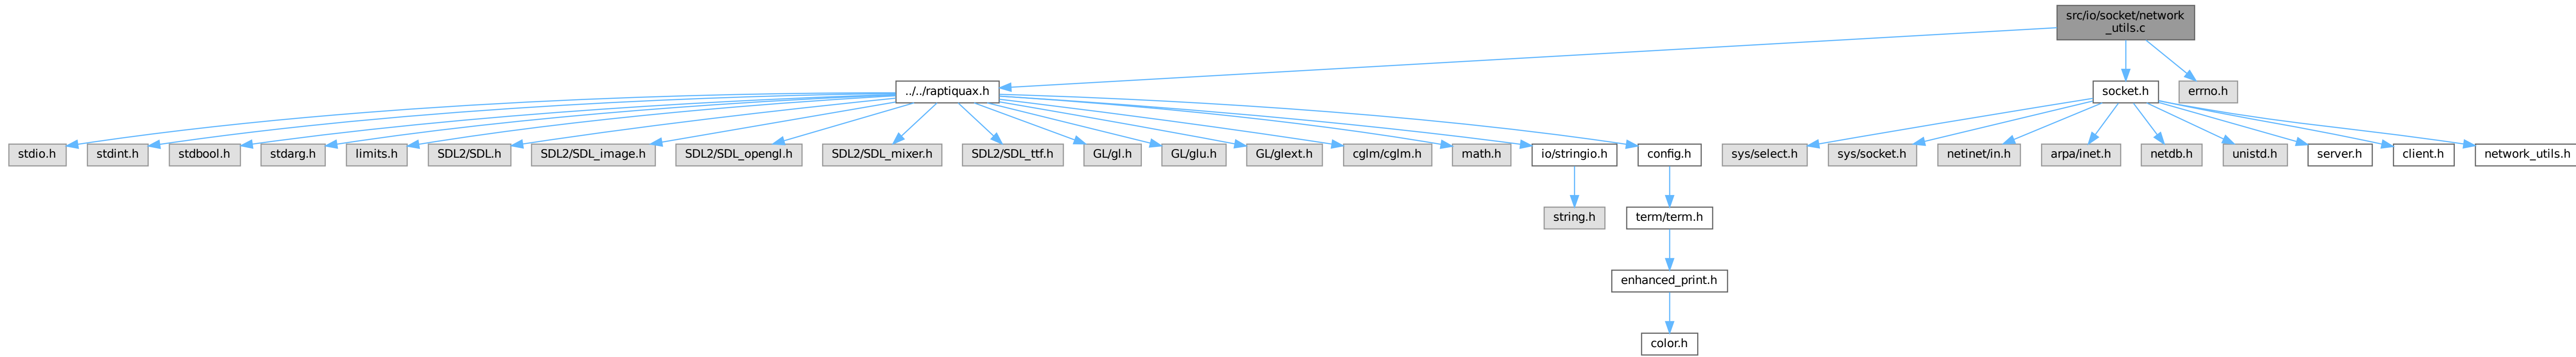 src/io/socket/network
_utils.c
../../raptiquax.h
socket.h
errno.h
stdio.h
stdint.h
stdbool.h
stdarg.h
limits.h
SDL2/SDL.h
SDL2/SDL_image.h
SDL2/SDL_opengl.h
SDL2/SDL_mixer.h
SDL2/SDL_ttf.h
GL/gl.h
GL/glu.h
GL/glext.h
cglm/cglm.h
math.h
io/stringio.h
config.h
sys/select.h
sys/socket.h
netinet/in.h
arpa/inet.h
netdb.h
unistd.h
server.h
client.h
network_utils.h
string.h
term/term.h
enhanced_print.h
color.h